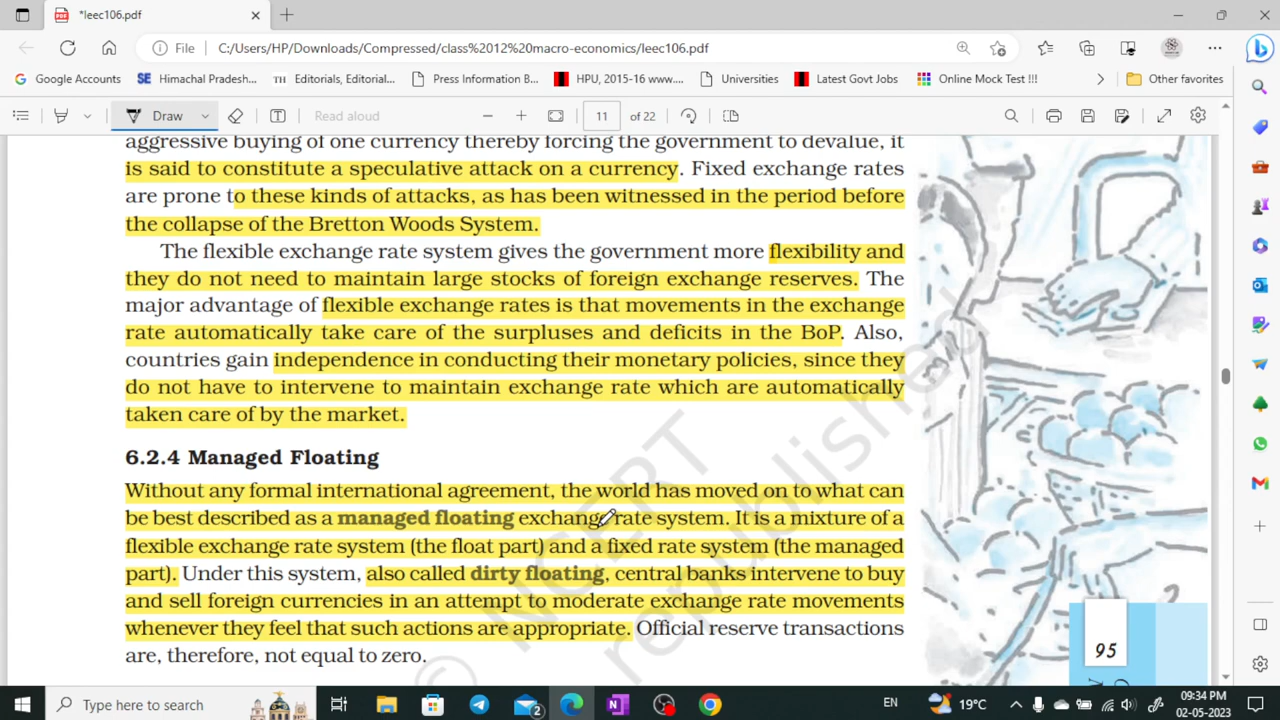 *leec106.pdf
File
C:/Users/HP/Downloads/Compressed/class%2012%20macro-economics/leec106.pdf
Google Accounts
SE Himachal Pradesh...
TH Editorials, Editorial...
Press Information B...
HPU, 2015-16 www....
Universities
Latest Govt Jobs
Online Mock Test !!!
Other favorites
Draw
Read aloud
11 of 22
aggressive buying of one currency thereby forcing the government to devalue, it
is said to constitute a speculative attack on a currency. Fixed exchange rates
are prone to these kinds of attacks, as has been witnessed in the period before
the collapse of the Bretton Woods System.
The flexible exchange rate system gives the government more flexibility and
they do not need to maintain large stocks of foreign exchange reserves. The
major advantage of flexible exchange rates is that movements in the exchange
rate automatically take care of the surpluses and deficits in the BoP. Also,
countries gain independence in conducting their monetary policies, since they
do not have to intervene to maintain exchange rate which are automatically
taken care of by the market.
6.2.4 Managed Floating
Without any formal international agreement, the world has moved on to what can
be best described as a managed floating exchange rate system. It is a mixture of a
flexible exchange rate system (the float part) and a fixed rate system (the managed
part). Under this system, also called dirty floating, central banks intervene to buy
and sell foreign currencies in an attempt to moderate exchange rate movements
whenever they feel that such actions are appropriate. Official reserve transactions
are, therefore, not equal to zero.
© NCERT
republished
95
Type here to search
2
EN
19°C
09:34 PM
02-05-2023